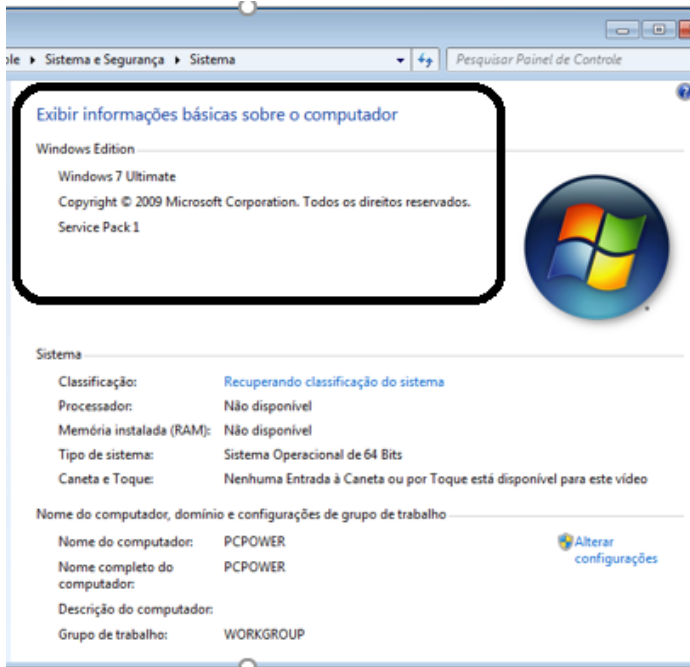 Sistema e Segurança ▸ Sistema
Pesquisar Painel de Controle
Exibir informações básicas sobre o computador
Windows Edition
Windows 7 Ultimate
Copyright © 2009 Microsoft Corporation. Todos os direitos reservados.
Service Pack 1
Sistema
Classificação: Recuperando classificação do sistema
Processador: Não disponível
Memória instalada (RAM): Não disponível
Tipo de sistema: Sistema Operacional de 64 Bits
Caneta e Toque: Nenhuma Entrada à Caneta ou por Toque está disponível para este vídeo
Nome do computador, domínio e configurações de grupo de trabalho
Nome do computador: PCPOWER
Alterar
configurações
Nome completo do
computador:
PCPOWER
Descrição do computador:
Grupo de trabalho: WORKGROUP